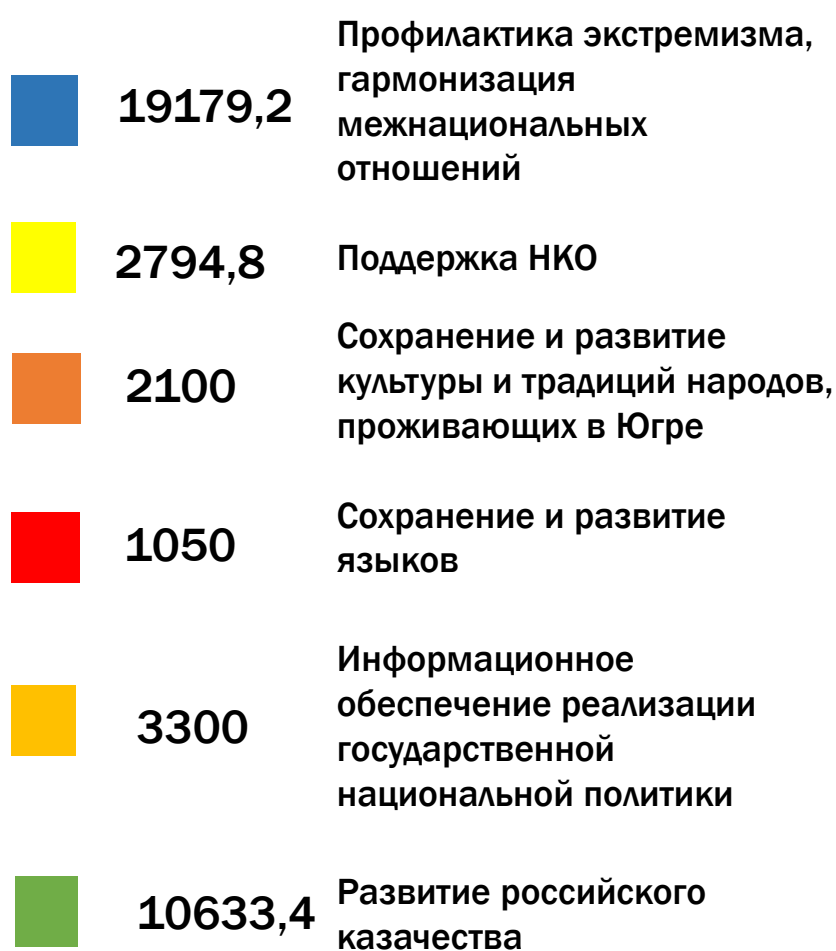 19179,2
Профилактика экстремизма,
гармонизация
межнациональных
отношений
2794,8
Поддержка НКО
2100
Сохранение и развитие
культуры и традиций народов,
проживающих в Югре
1050
Сохранение и развитие
языков
3300
Информационное
обеспечение реализации
государственной
национальной политики
10633,4
Развитие российского
казачества